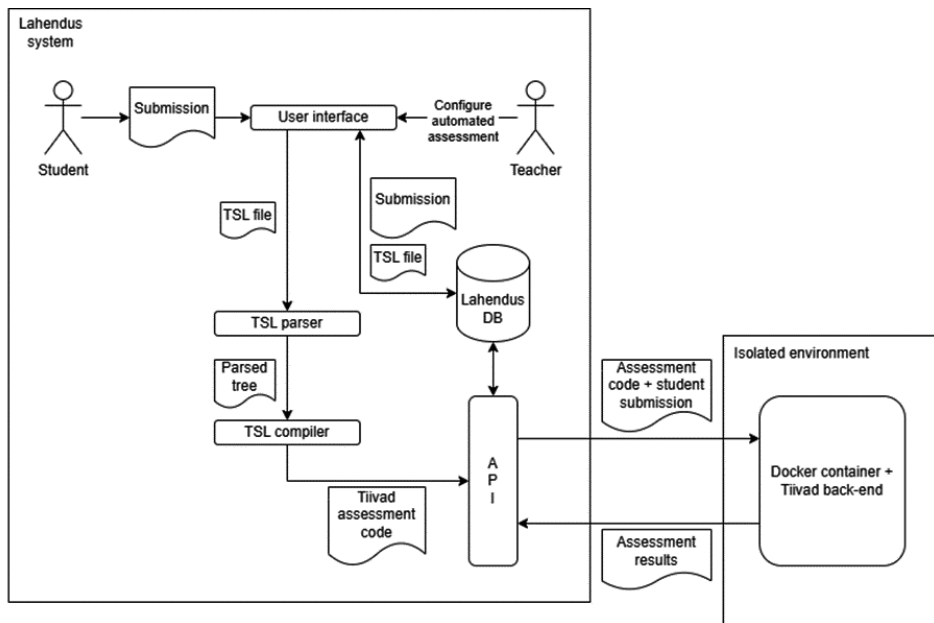 Lahendus
system
Submission
User interface
Configure
automated
assessment
Student
Teacher
TSL file
Submission
TSL file
Lahendus
DB
TSL parser
Isolated environment
Parsed
tree
Assessment
code + student
submission
TSL compiler
A
P
I
Docker container +
Tiivad back-end
Tiivad
assessment
code
Assessment
results